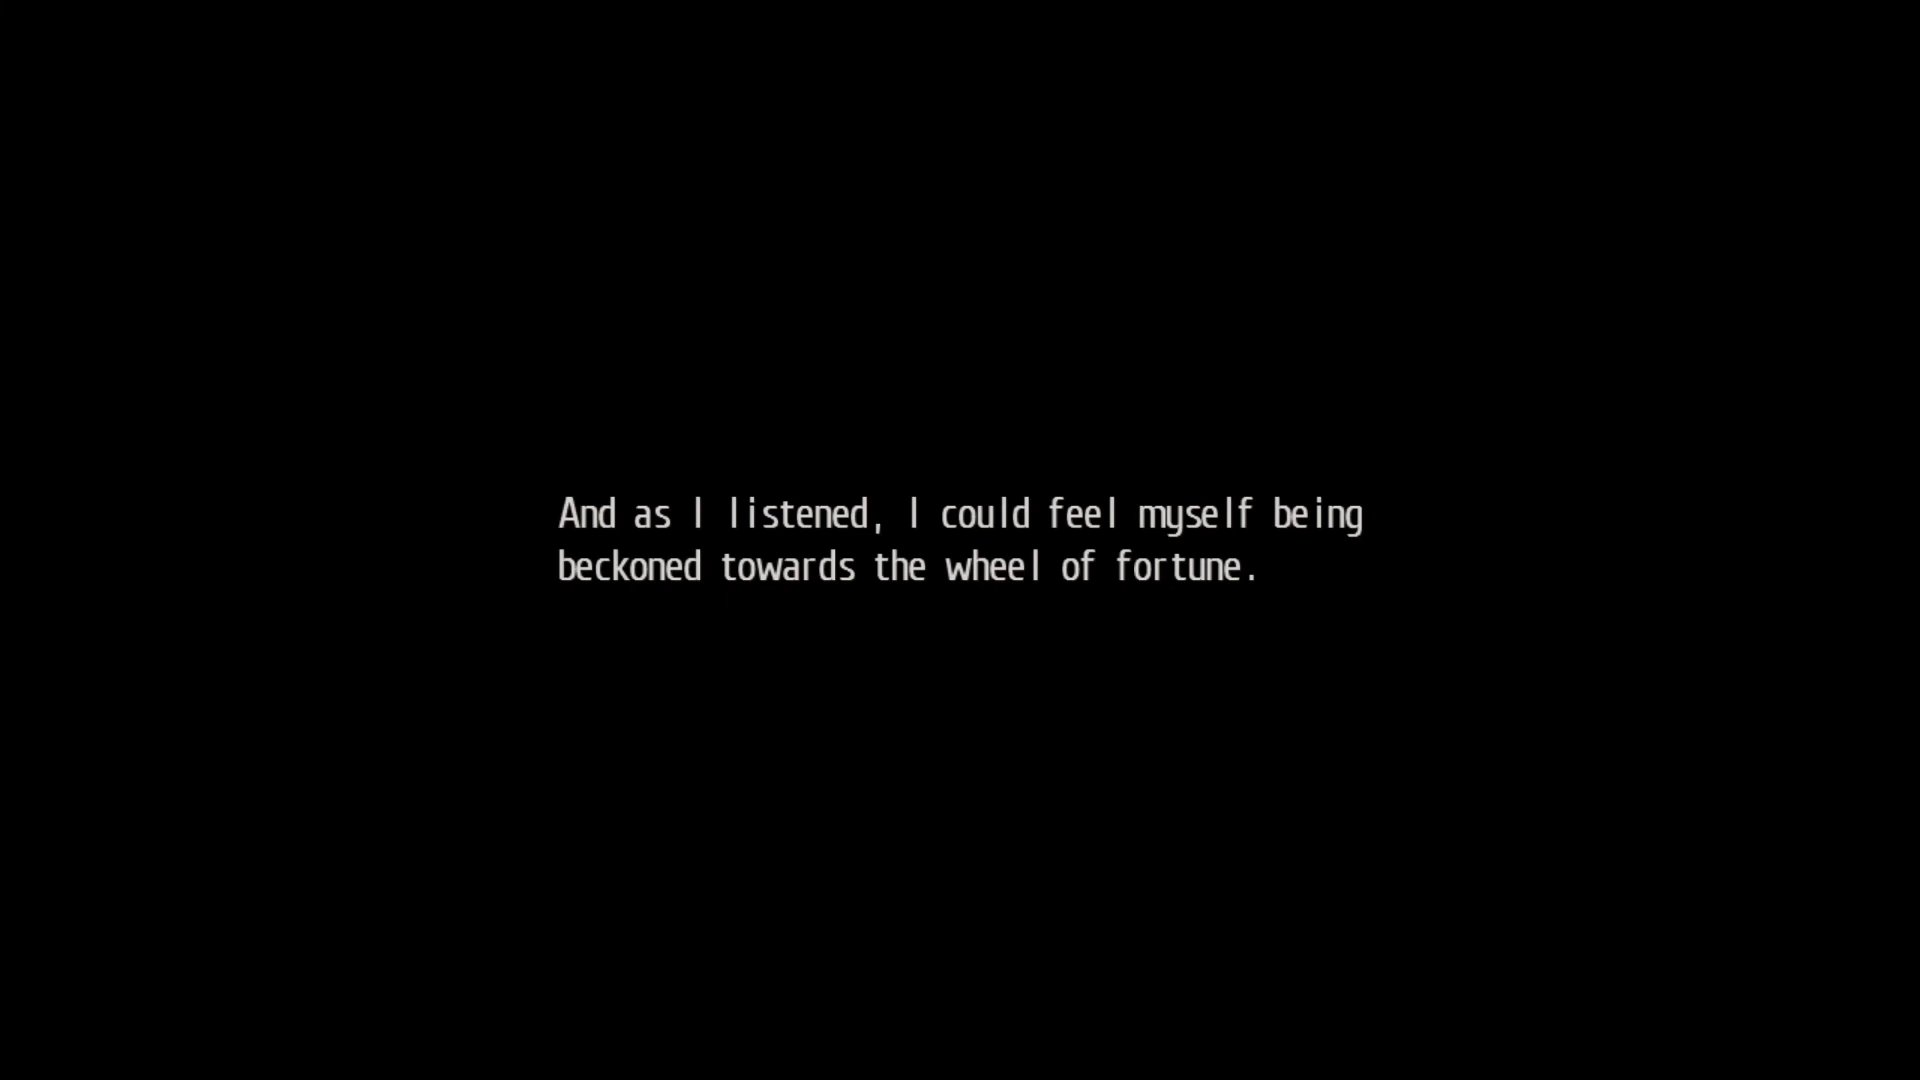 And as I listened, I could feel myself being
beckoned towards the wheel of fortune.